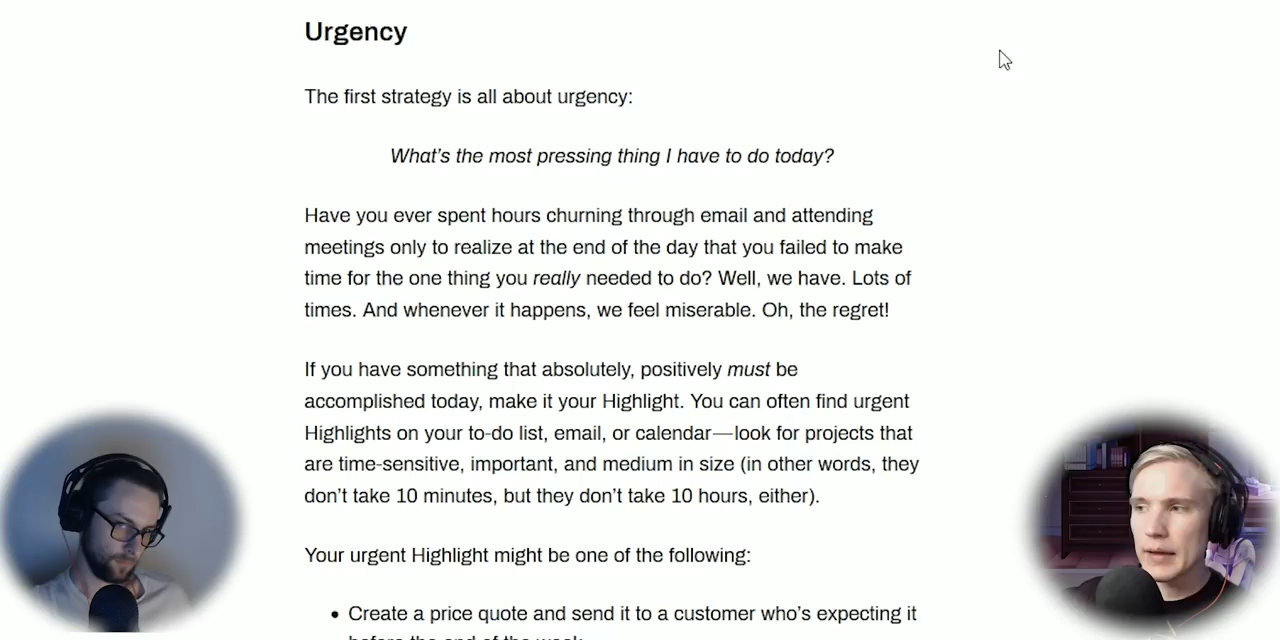 Urgency
The first strategy is all about urgency:
What's the most pressing thing I have to do today?
Have you ever spent hours churning through email and attending
meetings only to realize at the end of the day that you failed to make
time for the one thing you really needed to do? Well, we have. Lots of
times. And whenever it happens, we feel miserable. Oh, the regret!
If you have something that absolutely, positively must be
accomplished today, make it your Highlight. You can often find urgent
Highlights on your to-do list, email, or calendar—look for projects that
are time-sensitive, important, and medium in size (in other words, they
don't take 10 minutes, but they don't take 10 hours, either).
Your urgent Highlight might be one of the following:
• Create a price quote and send it to a customer who's expecting it
before the end of the week